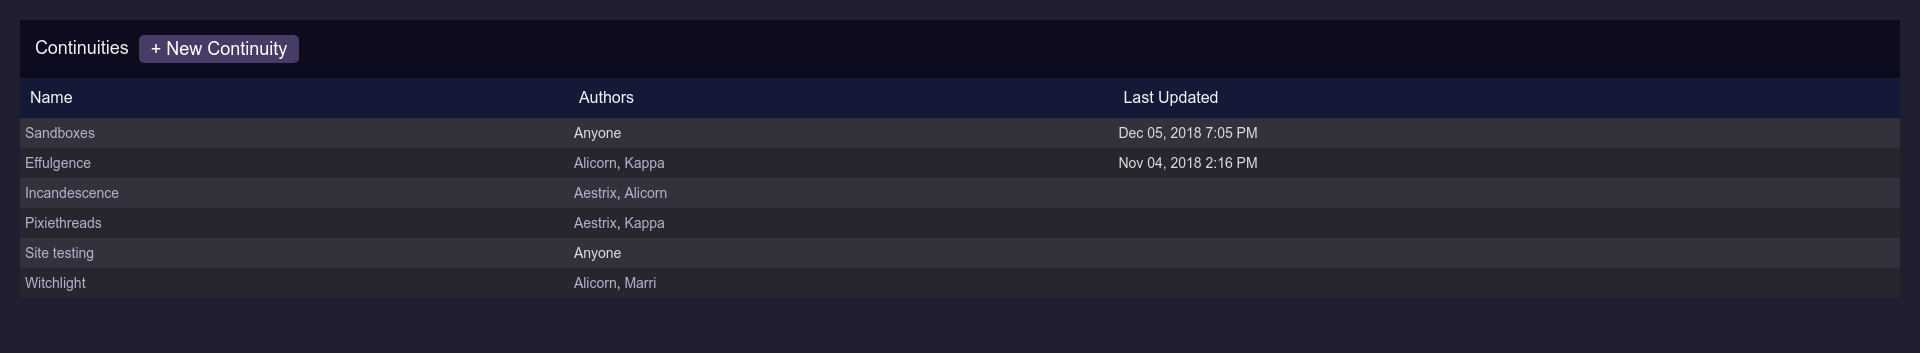 Continuities + New Continuity
Name Authors Last Updated
Sandboxes Anyone Dec 05, 2018 7:05 PM
Effulgence Alicorn, Kappa Nov 04, 2018 2:16 PM
Incandescence Aestrix, Alicorn
Pixiethreads Aestrix, Kappa
Site testing Anyone
Witchlight Alicorn, Marri